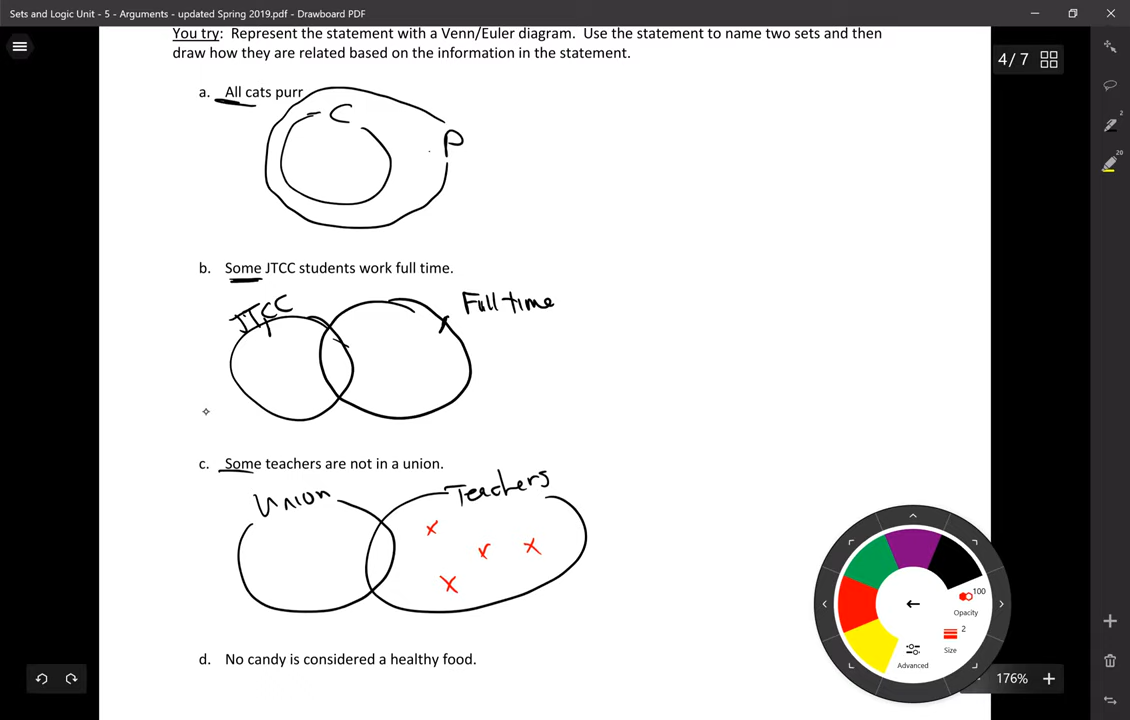 Sets and Logic Unit - 5 - Arguments - updated Spring 2019.pdf - Drawboard PDF
You try: Represent the statement with a Venn/Euler diagram. Use the statement to name two sets and then
draw how they are related based on the information in the statement.
4 / 7
a. All cats purr
C
P
2
20
b. Some JTCC students work full time.
JTCC
Full time
c. Some teachers are not in a union.
Union
Teachers
x
x
x
x
100
Opacity
2
Size
Advanced
d. No candy is considered a healthy food.
176%